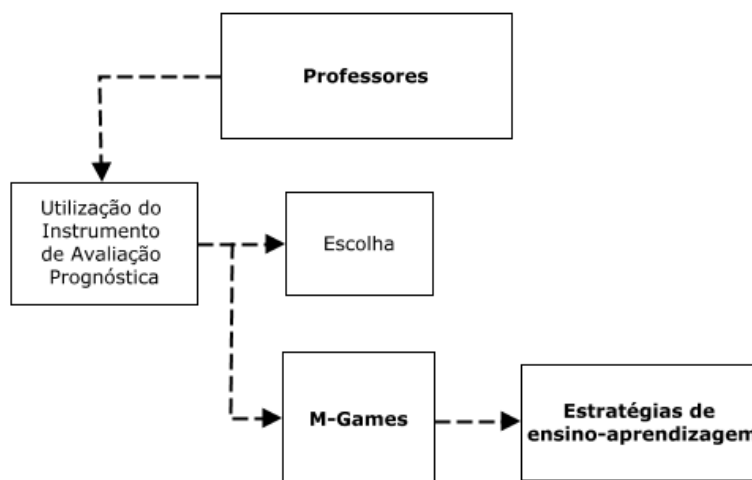 Professores
Utilização do
Instrumento
de Avaliação
Prognóstica
Escolha
M-Games
Estratégias de
ensino-aprendizagem